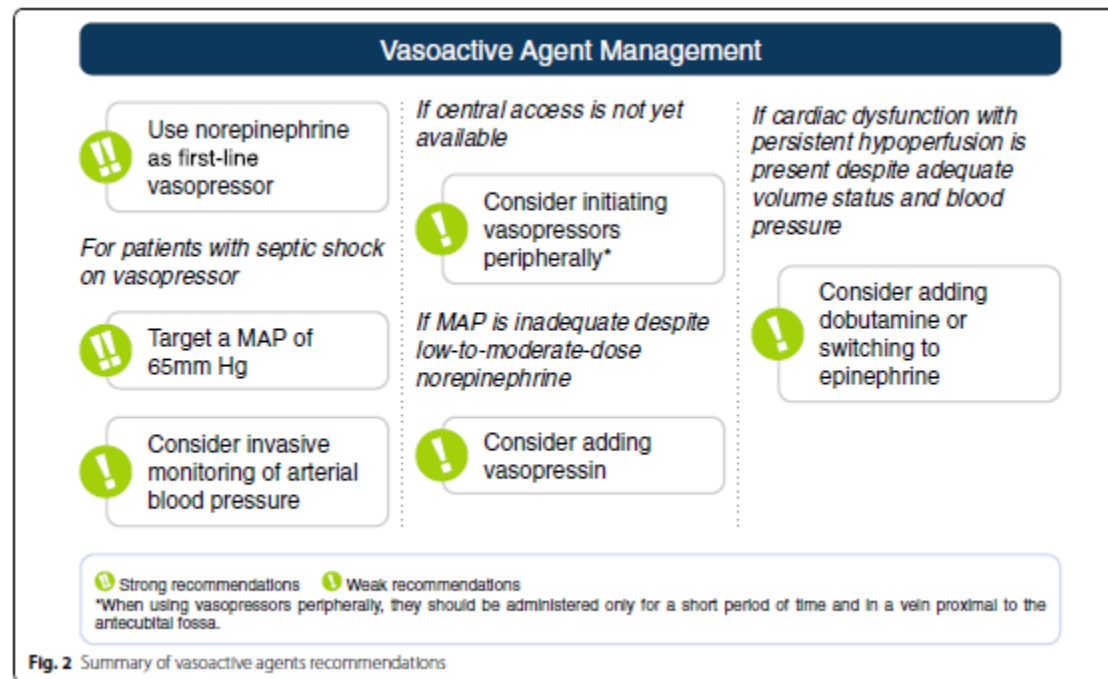 Vasoactive Agent Management
Use norepinephrine
as first-line
vasopressor
For patients with septic shock
on vasopressor
Target a MAP of
65mm Hg
Consider invasive
monitoring of arterial
blood pressure
If central access is not yet
available
Consider initiating
vasopressors
peripherally*
If MAP is inadequate despite
low-to-moderate-dose
norepinephrine
Consider adding
vasopressin
If cardiac dysfunction with
persistent hypoperfusion is
present despite adequate
volume status and blood
pressure
Consider adding
dobutamine or
switching to
epinephrine
Strong recommendations Weak recommendations
*When using vasopressors peripherally, they should be administered only for a short period of time and in a vein proximal to the
antecubital fossa.
Fig. 2 Summary of vasoactive agents recommendations